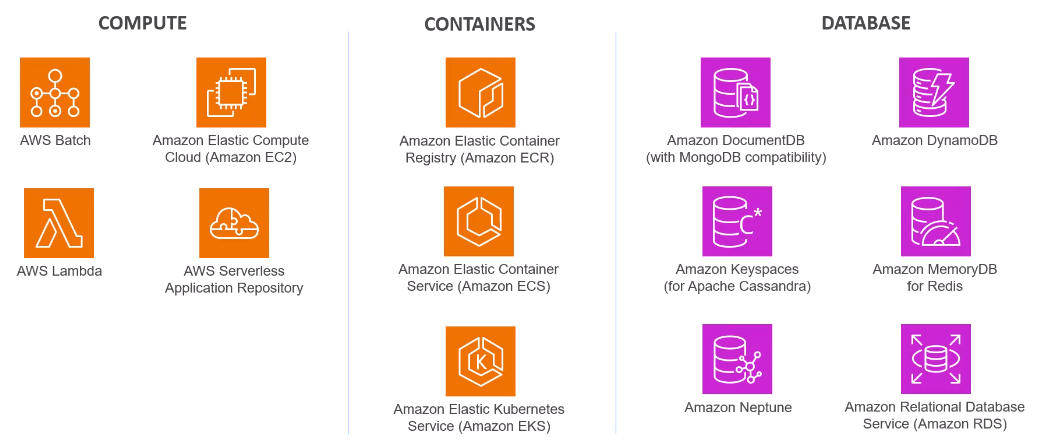 COMPUTE
AWS Batch
Amazon Elastic Compute
Cloud (Amazon EC2)
AWS Lambda
AWS Serverless
Application Repository
CONTAINERS
Amazon Elastic Container
Registry (Amazon ECR)
Amazon Elastic Container
Service (Amazon ECS)
K
Amazon Elastic Kubernetes
Service (Amazon EKS)
DATABASE
Amazon DocumentDB
(with MongoDB compatibility)
Amazon DynamoDB
C*
Amazon Keyspaces
(for Apache Cassandra)
Amazon MemoryDB
for Redis
Amazon Neptune
Amazon Relational Database
Service (Amazon RDS)